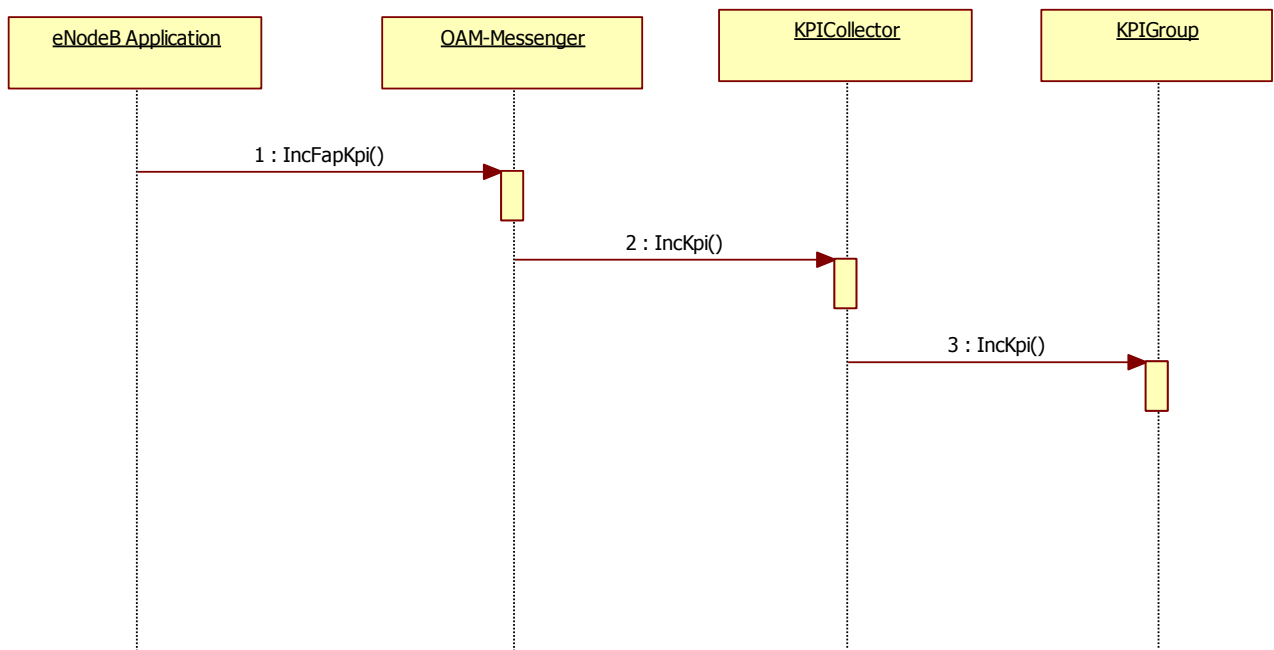 eNodeB Application
OAM-Messenger
KPICollector
KPIGroup
1 : IncFapKpi()
2 : IncKpi()
3 : IncKpi()